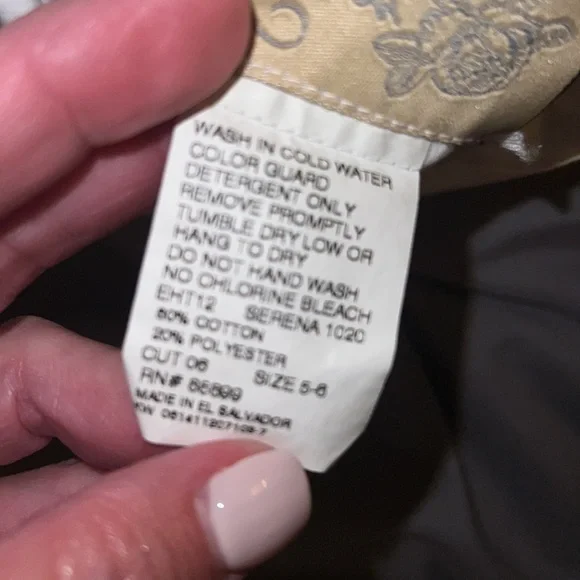 WASH IN COLD WATER
COLOR GUARD
DETERGENT ONLY
REMOVE PROMPTLY
TUMBLE DRY LOW OR
HANG TO DRY
DO NOT HAND WASH
NO CHLORINE BLEACH
EHT12 SERENA 1020
80% COTTON
20% POLYESTER
CUT 06 SIZE 5-6
RN#
MADE IN EL SALVADOR